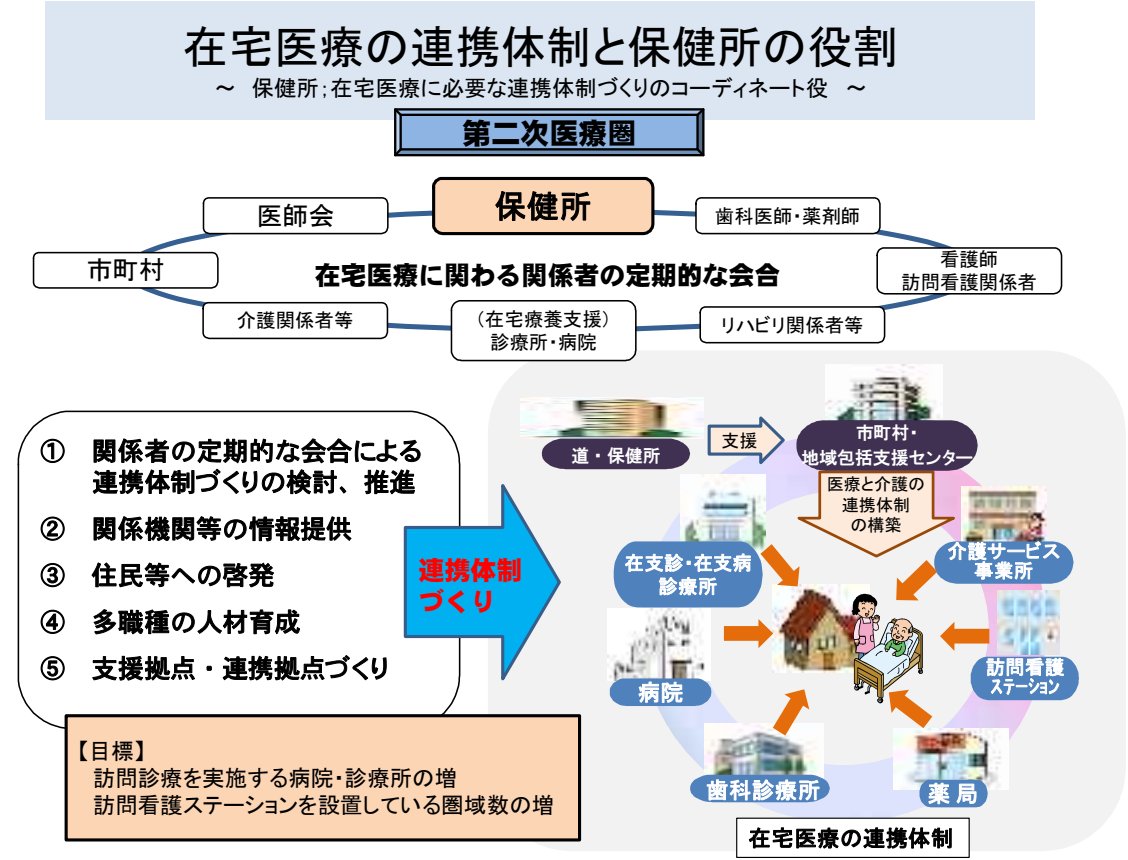 在宅医療の連携体制と保健所の役割
～ 保健所；在宅医療に必要な連携体制づくりのコーディネート役 ～
第二次医療圏
保健所
医師会
歯科医師・薬剤師
市町村
看護師
訪問看護関係者
在宅医療に関わる関係者の定期的な会合
介護関係者等
（在宅療養支援）
診療所・病院
リハビリ関係者等
① 関係者の定期的な会合による
連携体制づくりの検討、推進
② 関係機関等の情報提供
③ 住民等への啓発
④ 多職種の人材育成
⑤ 支援拠点・連携拠点づくり
連携体制
づくり
【目標】
訪問診療を実施する病院・診療所の増
訪問看護ステーションを設置している圏域数の増
道・保健所
支援
市町村・
地域包括支援センター
医療と介護の
連携体制
の構築
在支診・在支病
診療所
介護サービス
事業所
病院
訪問看護
ステーション
歯科診療所
薬局
在宅医療の連携体制